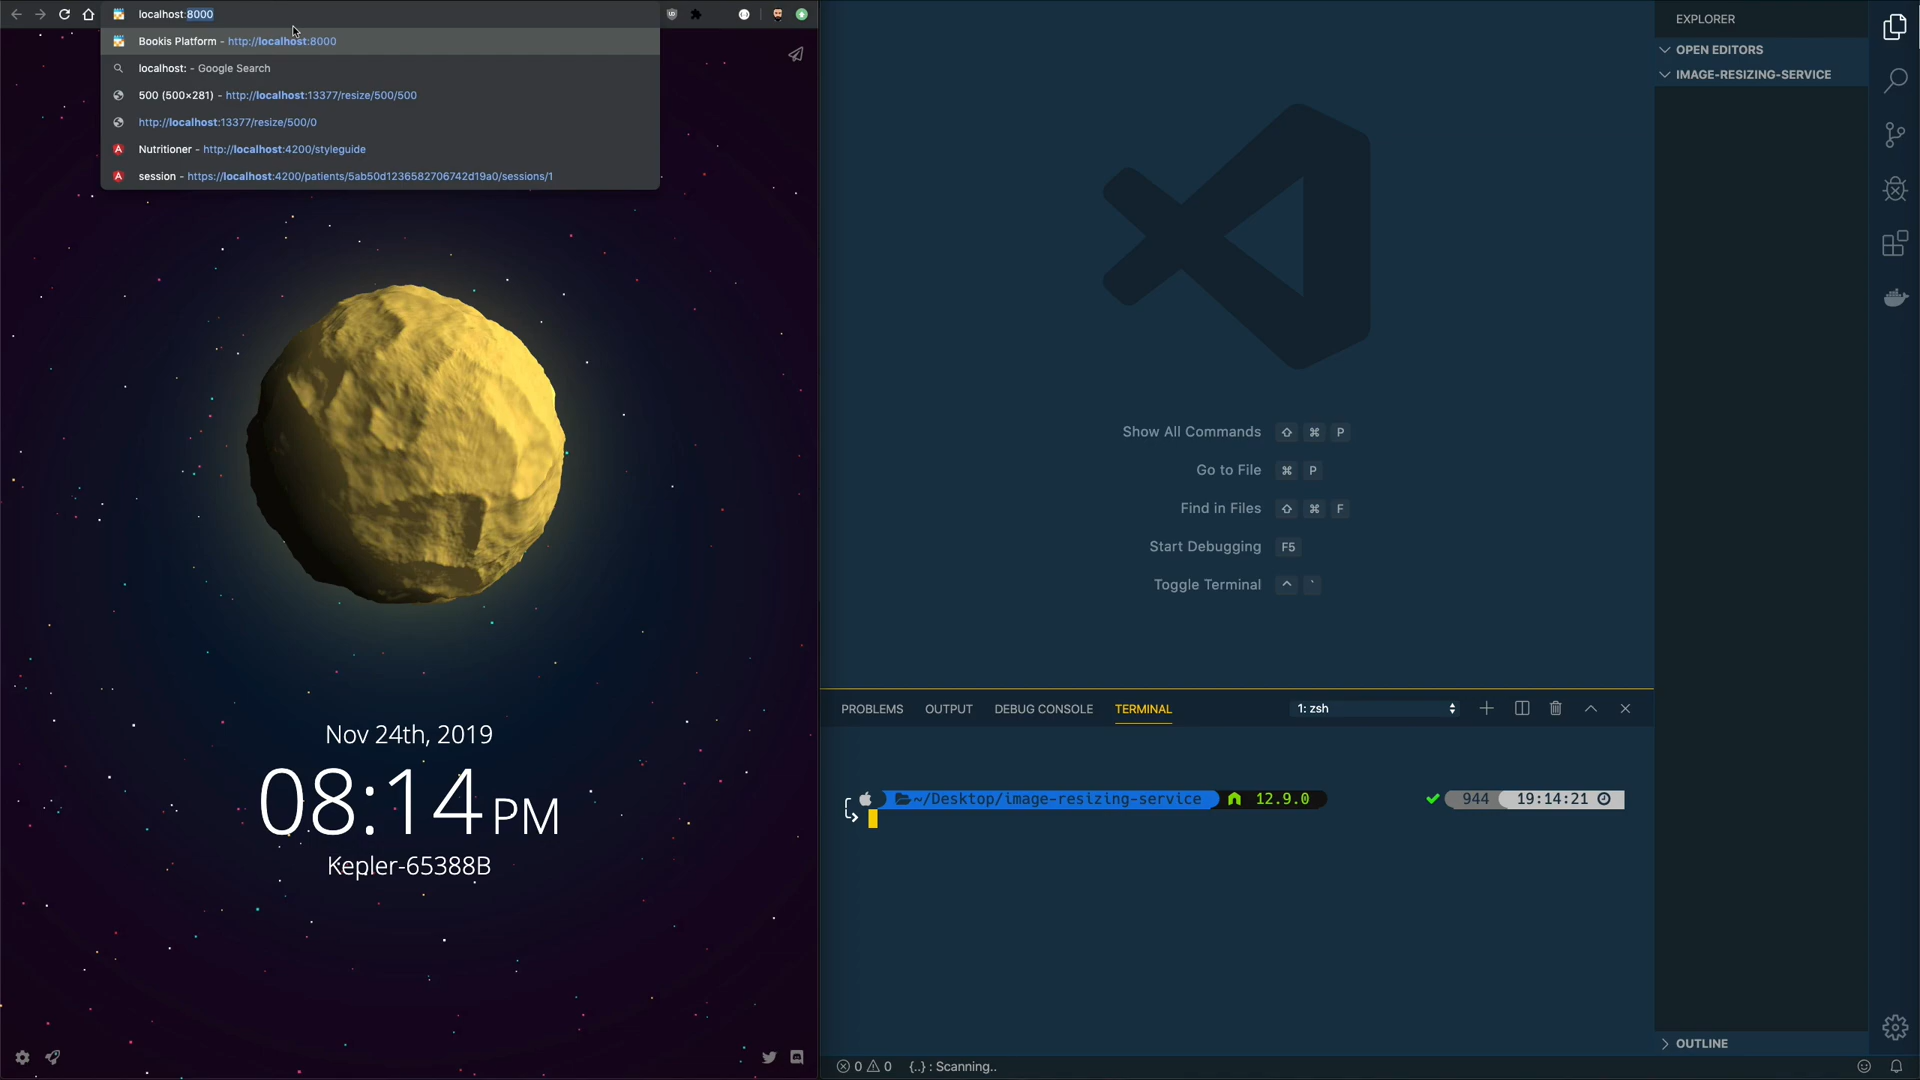 localhost:8000
Bookis Platform - http://localhost:8000
localhost: - Google Search
500 (500×281) - http://localhost:13377/resize/500/500
http://localhost:13377/resize/500/0
Nutritioner - http://localhost:4200/styleguide
session - https://localhost:4200/patients/5ab50d1236582706742d19a0/sessions/1
Nov 24th, 2019
08:14 PM
Kepler-65388B
EXPLORER
OPEN EDITORS
IMAGE-RESIZING-SERVICE
Show All Commands ⇧ ⌘ P
Go to File ⌘ P
Find in Files ⇧ ⌘ F
Start Debugging F5
Toggle Terminal ^ `
PROBLEMS OUTPUT DEBUG CONSOLE TERMINAL 1: zsh
~/Desktop/image-resizing-service 12.9.0 944 19:14:21
OUTLINE
0 0 {..} : Scanning..